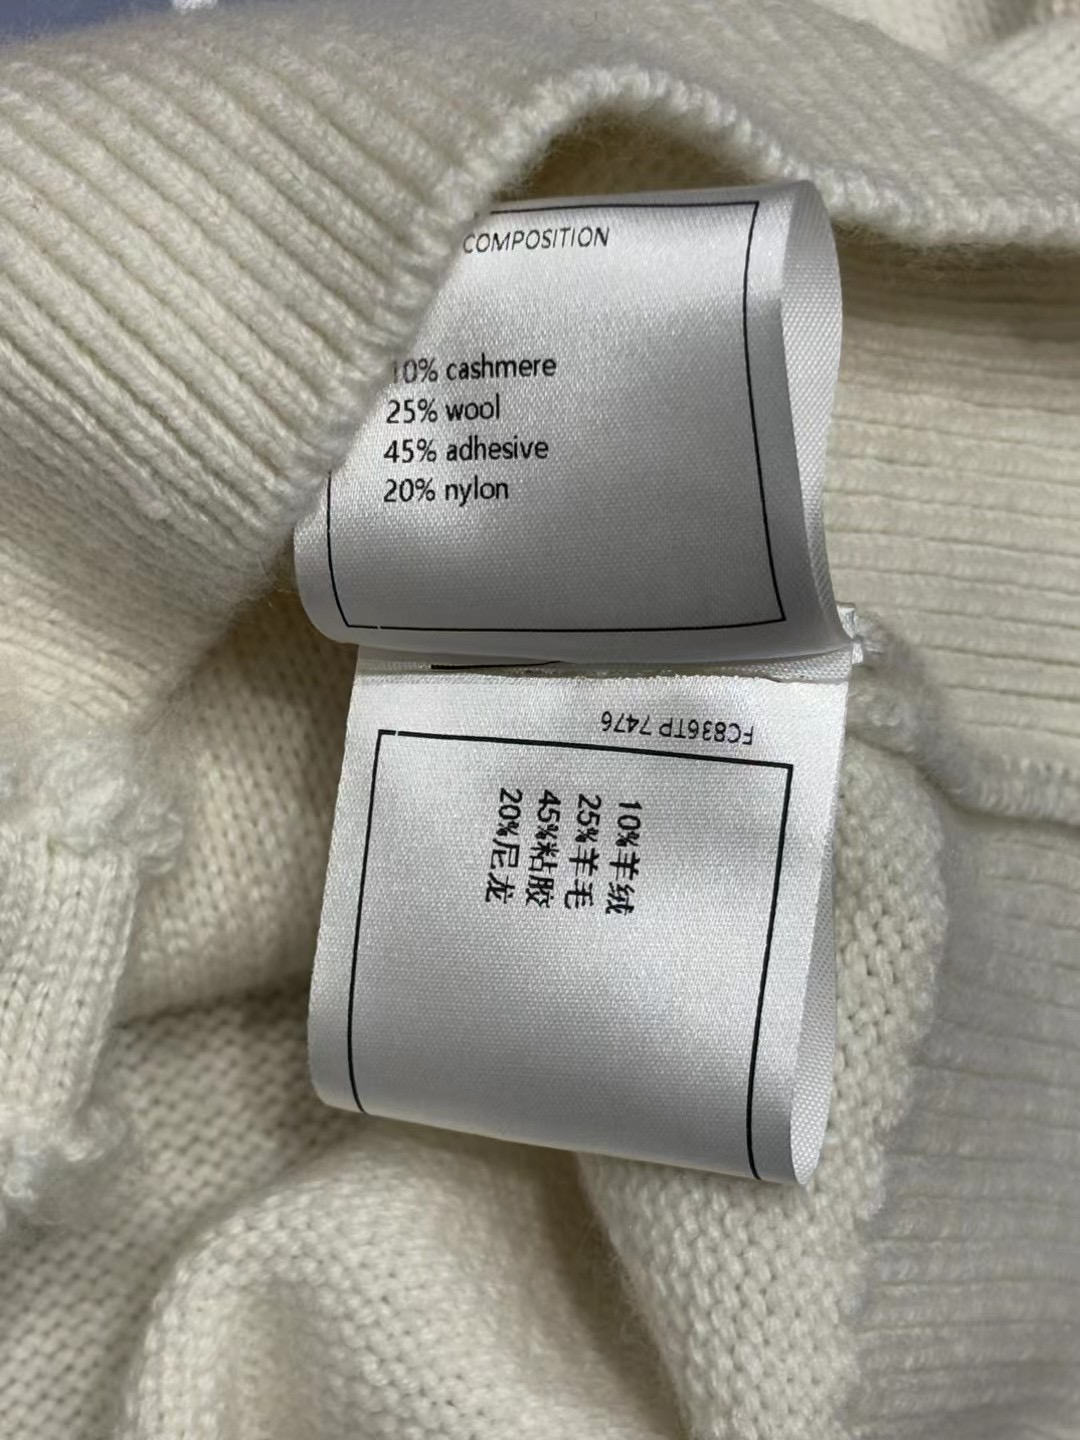 COMPOSITION
10% cashmere
25% wool
45% adhesive
20% nylon
FC836TP 7476
10%羊绒
25%羊毛
45%粘胶
20%尼龙